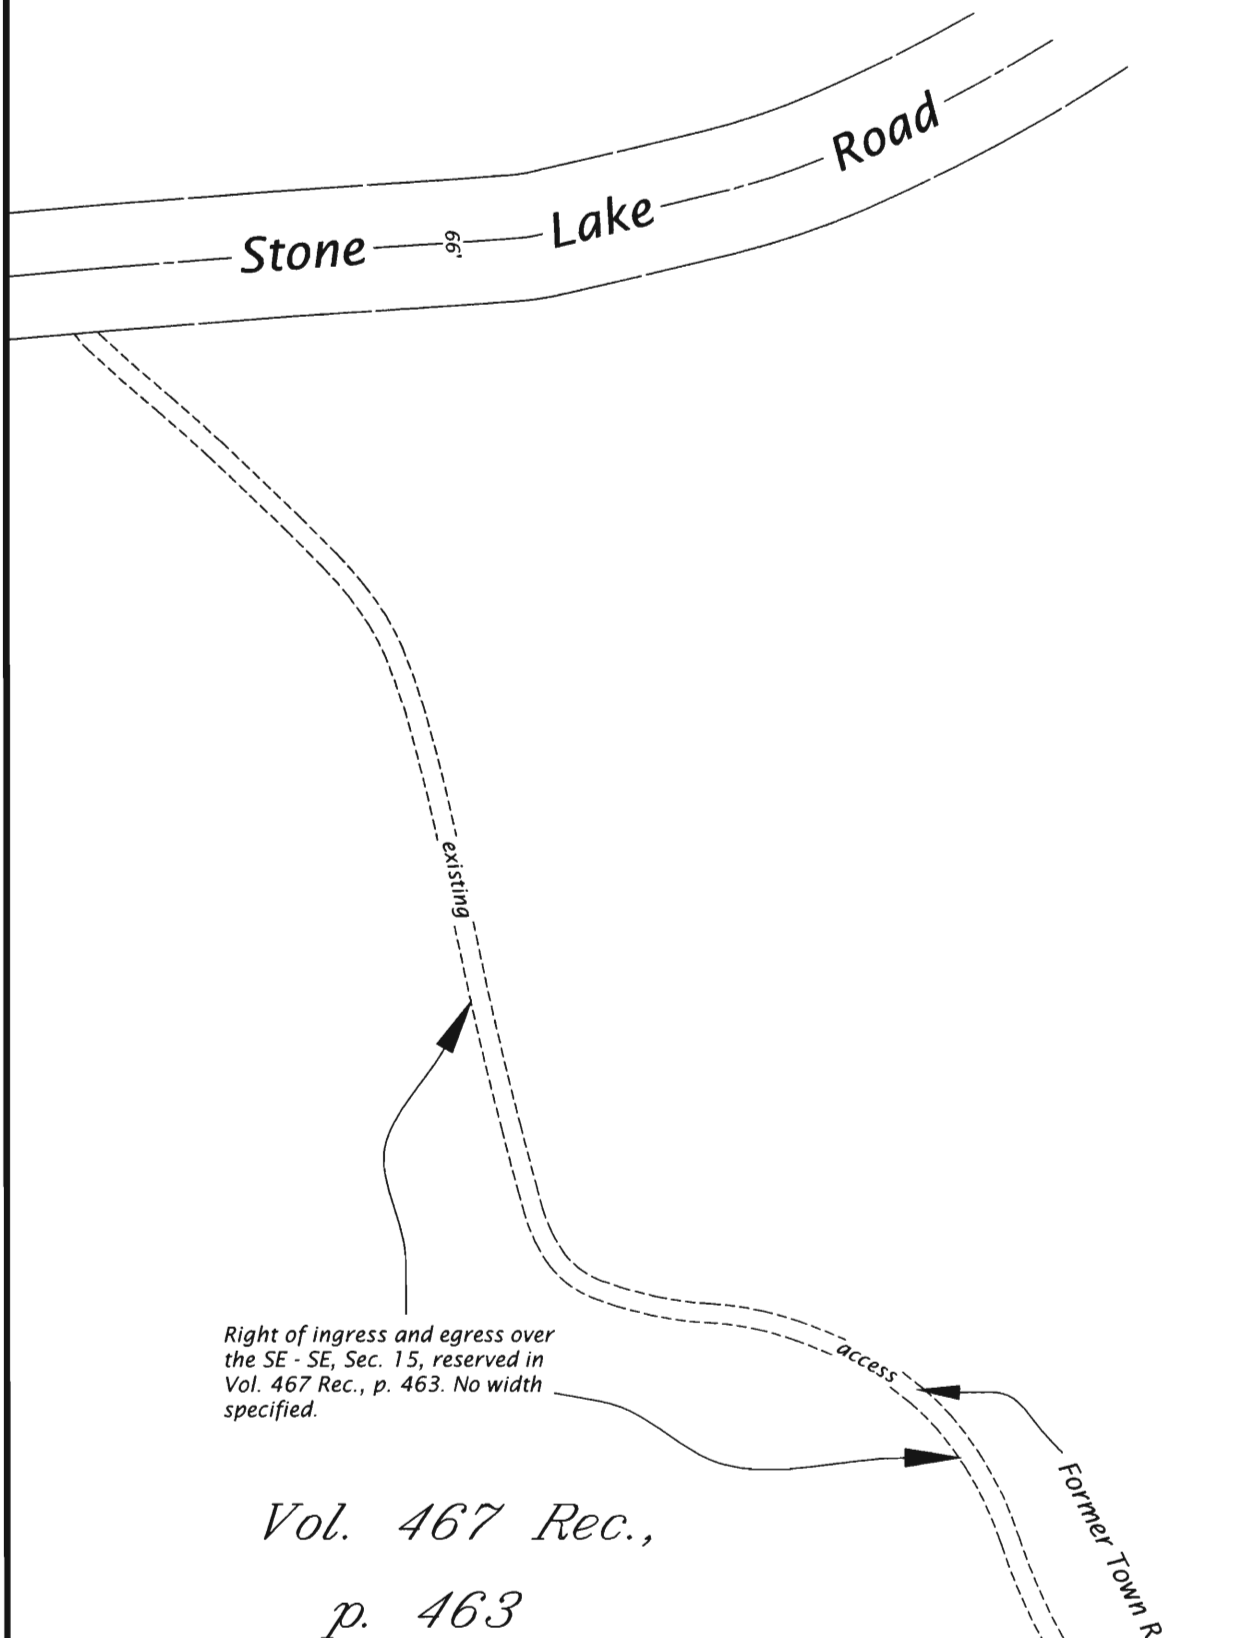 Stone Lake Road
66'
existing
Right of ingress and egress over
the SE - SE, Sec. 15, reserved in
Vol. 467 Rec., p. 463. No width
specified.
access
Former Town R
Vol. 467 Rec.,
p. 463